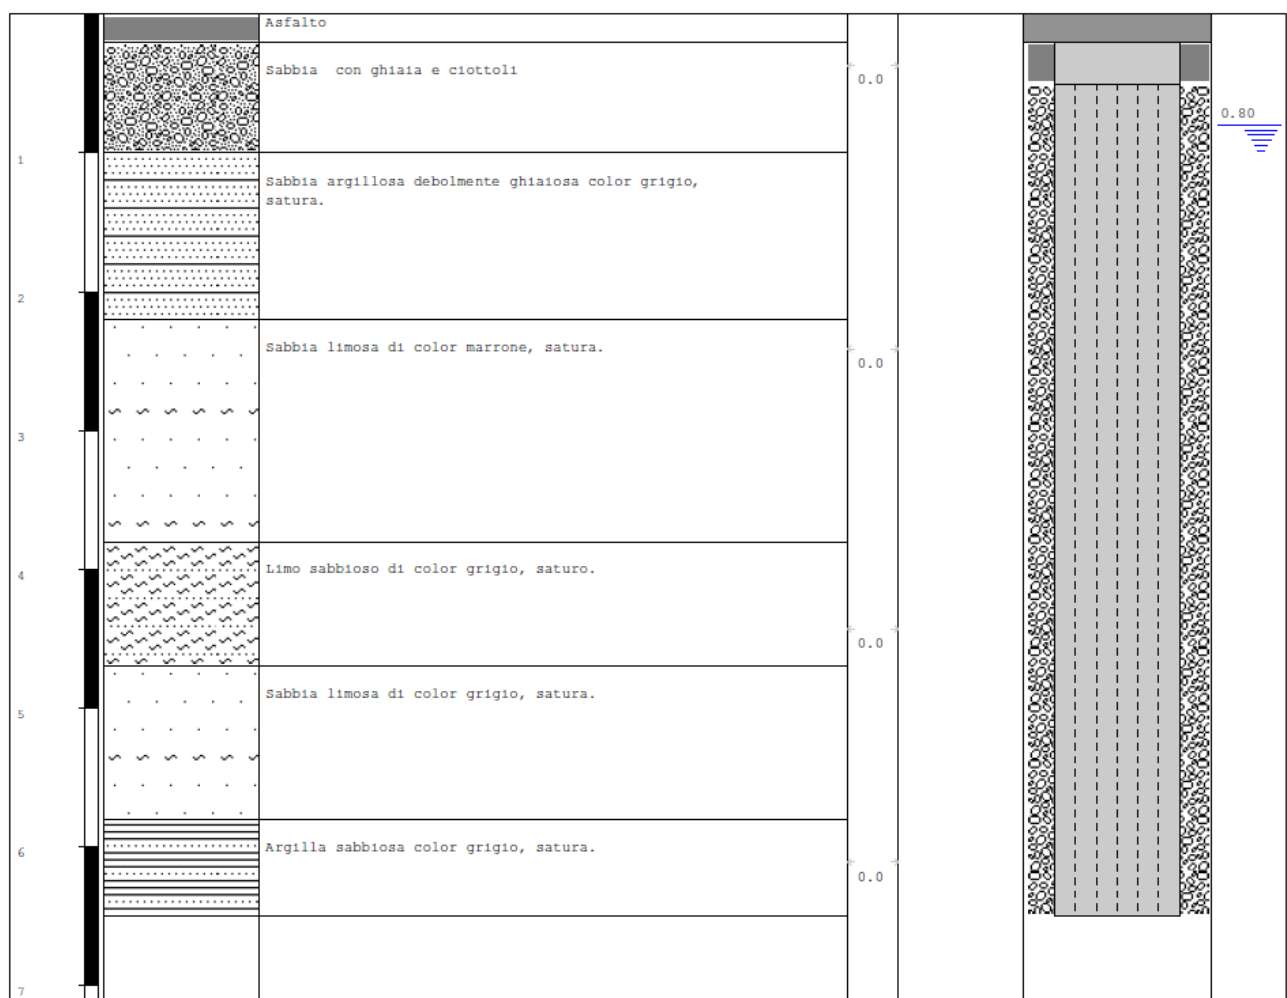 Asfalto
Sabbia con ghiaia e ciottoli
0.0
0.80
1
Sabbia argillosa debolmente ghiaiosa color grigio,
satura.
2
Sabbia limosa di color marrone, satura.
0.0
3
4
Limo sabbioso di color grigio, saturo.
0.0
Sabbia limosa di color grigio, satura.
5
6
Argilla sabbiosa color grigio, satura.
0.0
7